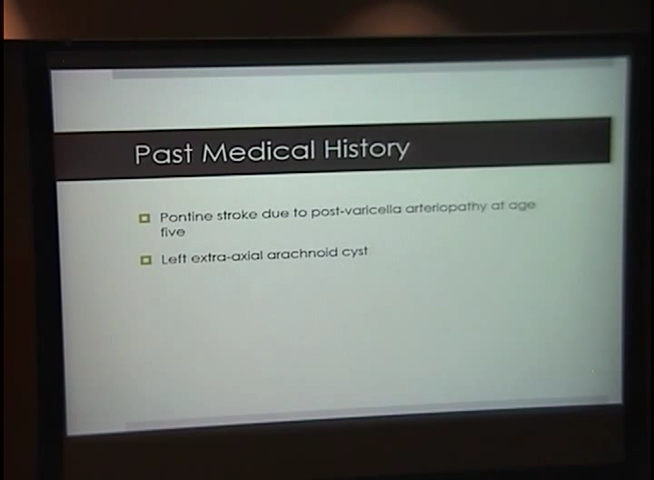 Past Medical History
Pontine stroke due to post-varicella arteriopathy at age
five
Left extra-axial arachnoid cyst